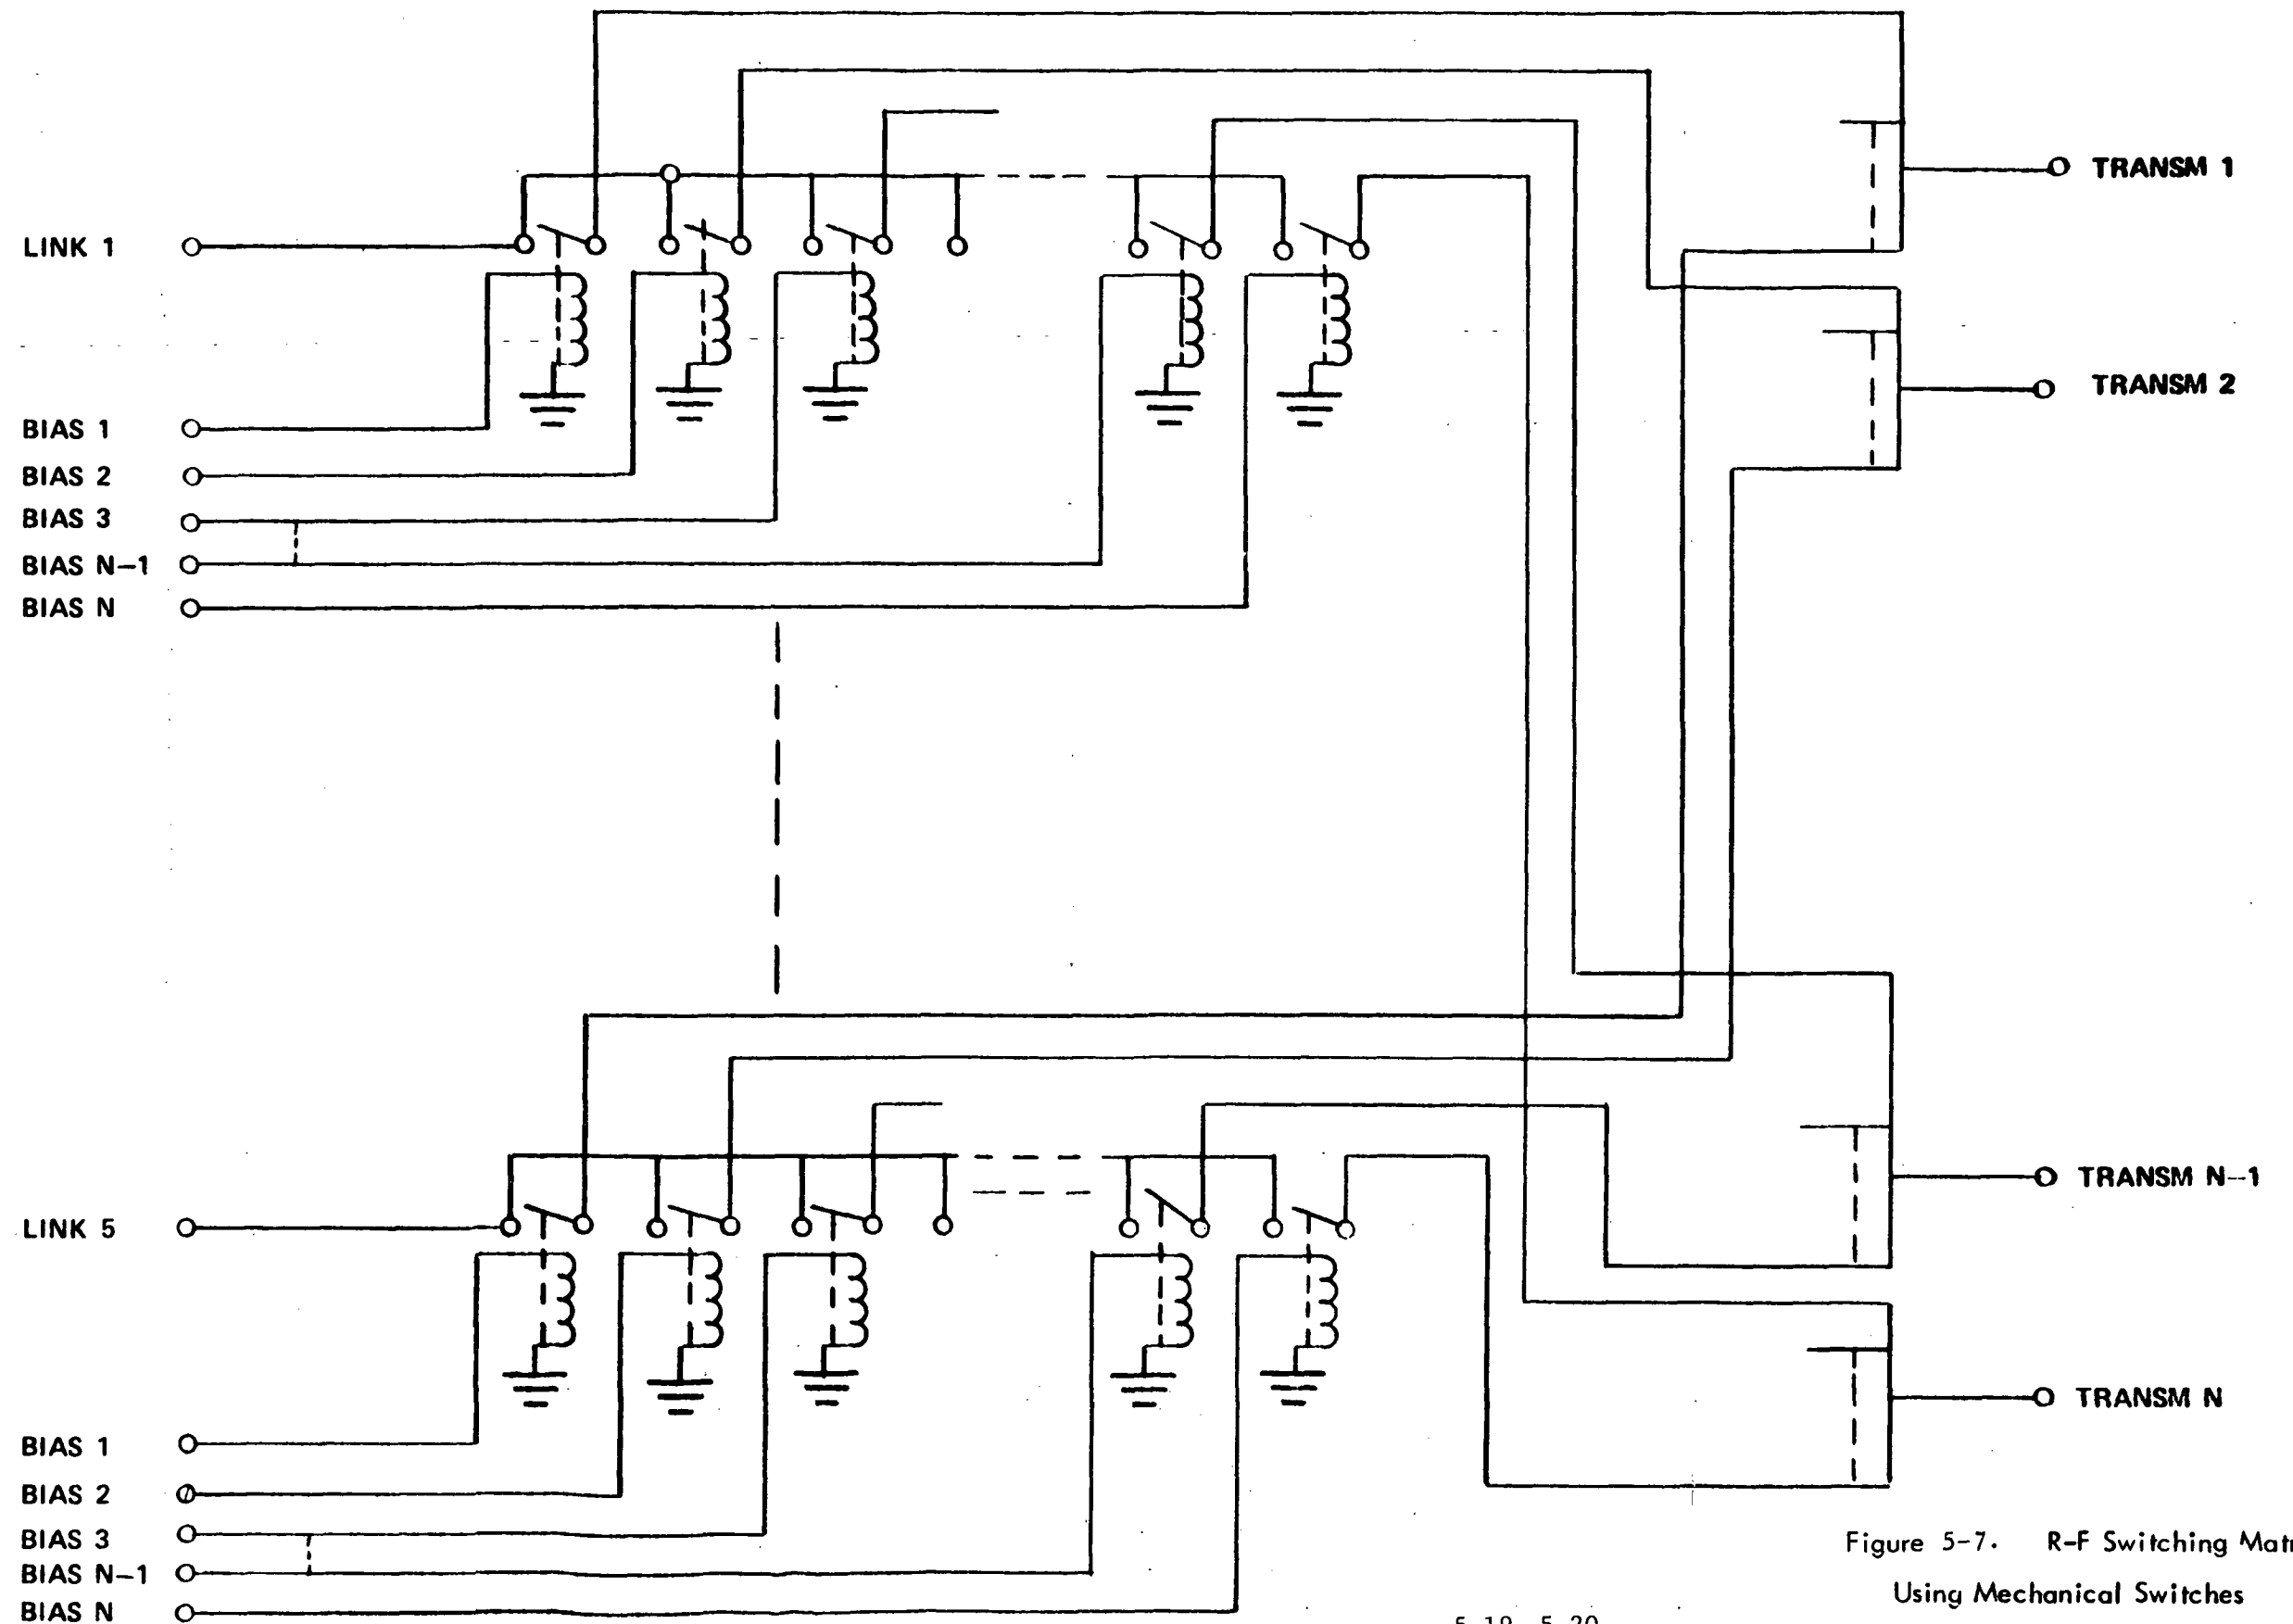 TRANSM 1
LINK 1
TRANSM 2
BIAS 1
BIAS 2
BIAS 3
BIAS N-1
BIAS N
TRANSM N-1
LINK 5
TRANSM N
BIAS 1
BIAS 2
BIAS 3
BIAS N-1
BIAS N
Figure 5-7. R-F Switching Mat
Using Mechanical Switches